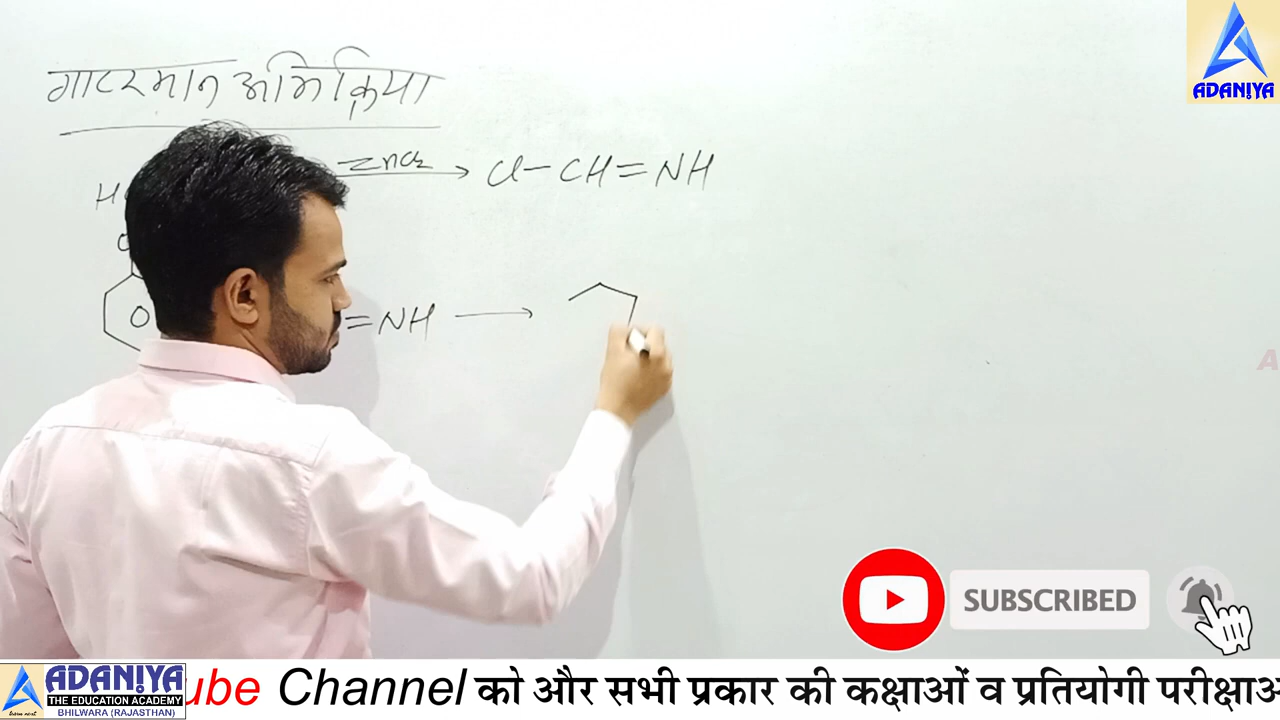 गाटरमान अभिक्रिया
H
ZnCl₂
Cl-CH=NH
=NH
ADANIYA
SUBSCRIBED
ADANIYA
THE EDUCATION ACADEMY
BHILWARA (RAJASTHAN)
ube Channel को और सभी प्रकार की कक्षाओं व प्रतियोगी परीक्षाअ
A